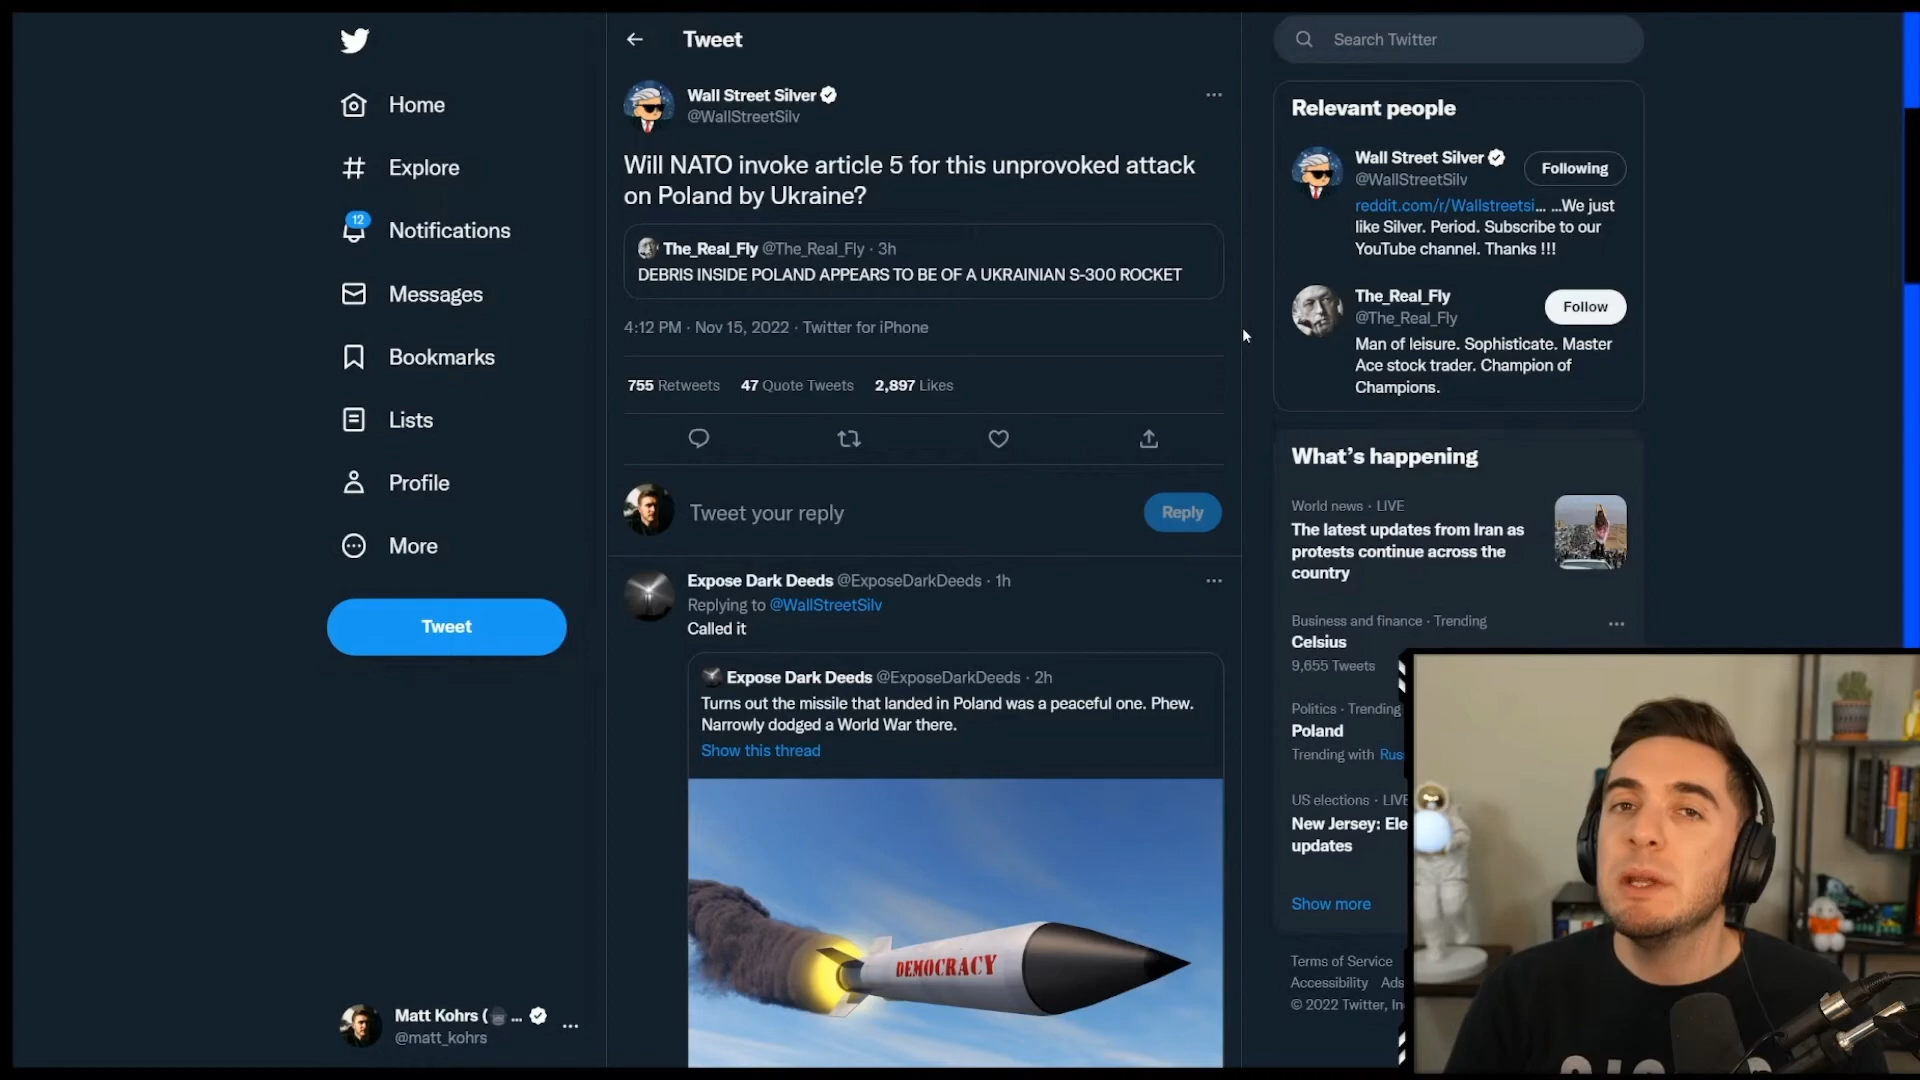 Home
Explore
12
Notifications
Messages
Bookmarks
Lists
Profile
More
Tweet
Matt Kohrs ( ...
@matt_kohrs
Tweet
Wall Street Silver
@WallStreetSilv
Will NATO invoke article 5 for this unprovoked attack
on Poland by Ukraine?
The_Real_Fly @The_Real_Fly · 3h
DEBRIS INSIDE POLAND APPEARS TO BE OF A UKRAINIAN S-300 ROCKET
4:12 PM · Nov 15, 2022 · Twitter for iPhone
755 Retweets 47 Quote Tweets 2,897 Likes
Tweet your reply
Reply
Expose Dark Deeds @ExposeDarkDeeds · 1h
Replying to @WallStreetSilv
Called it
Expose Dark Deeds @ExposeDarkDeeds · 2h
Turns out the missile that landed in Poland was a peaceful one. Phew.
Narrowly dodged a World War there.
Show this thread
DEMOCRACY
Search Twitter
Relevant people
Wall Street Silver
@WallStreetSilv
Following
reddit.com/r/Wallstreetsi... ...We just
like Silver. Period. Subscribe to our
YouTube channel. Thanks !!!
The_Real_Fly
@The_Real_Fly
Follow
Man of leisure. Sophisticate. Master
Ace stock trader. Champion of
Champions.
What's happening
World news · LIVE
The latest updates from Iran as
protests continue across the
country
Business and finance · Trending
Celsius
9,655 Tweets
Politics · Trending
Poland
Trending with Rus
US elections · LIVE
New Jersey: Ele
updates
Show more
Terms of Service
Accessibility Ads
© 2022 Twitter, In